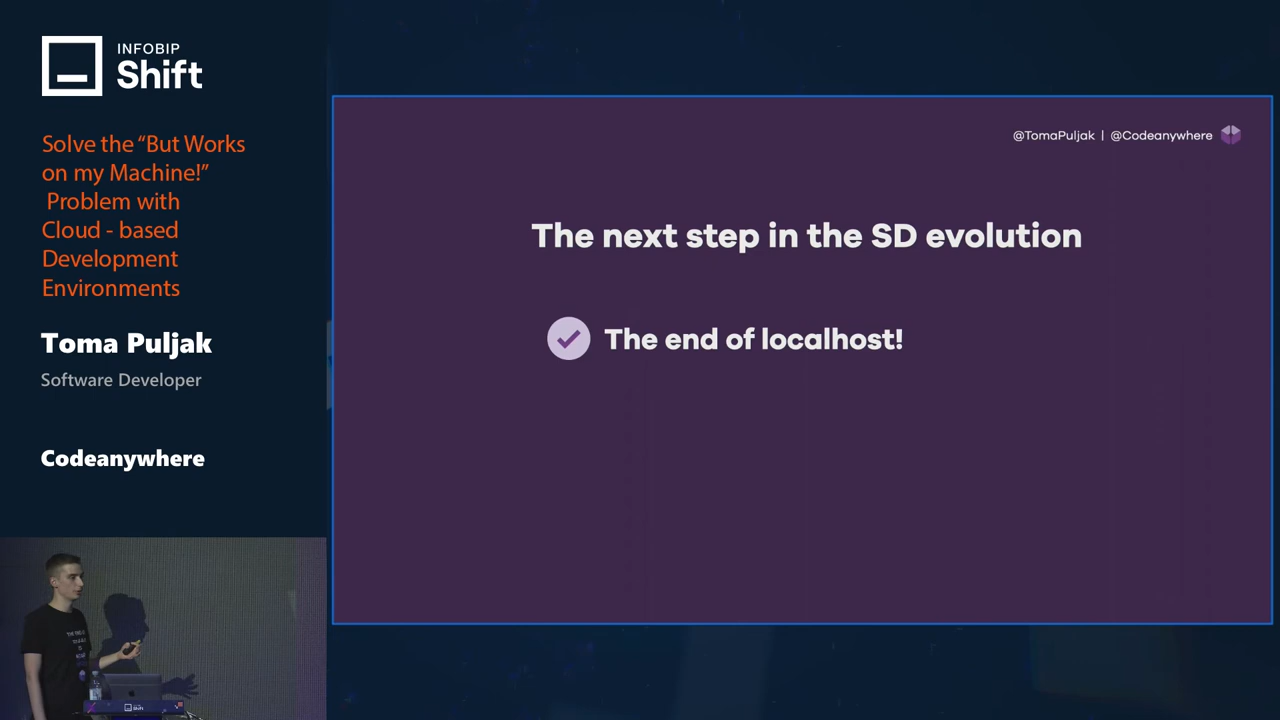 INFOBIP
Shift
Solve the “But Works
on my Machine!”
Problem with
Cloud - based
Development
Environments
Toma Puljak
Software Developer
Codeanywhere
@TomaPuljak | @Codeanywhere
The next step in the SD evolution
The end of localhost!
Shift